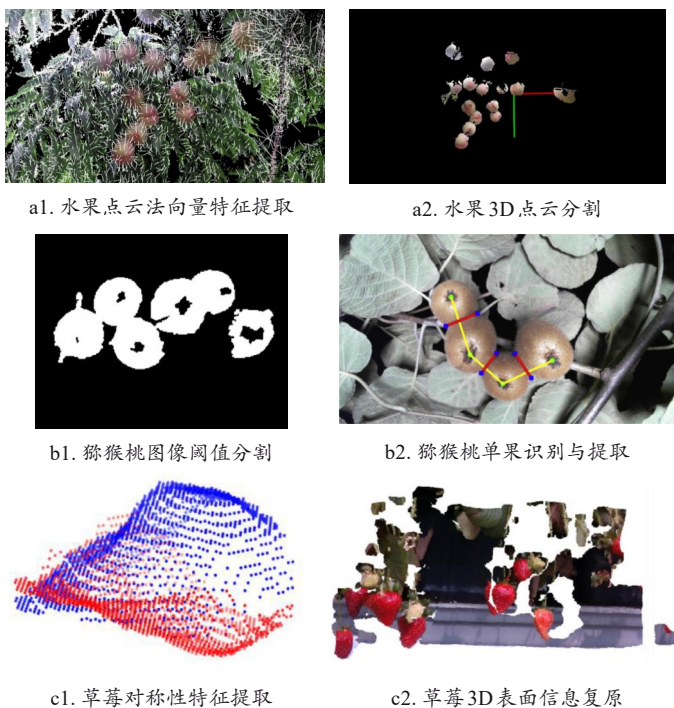 a1. 水果点云法向量特征提取
a2. 水果3D点云分割
b1. 猕猴桃图像阈值分割
b2. 猕猴桃单果识别与提取
c1. 草莓对称性特征提取
c2. 草莓3D表面信息复原